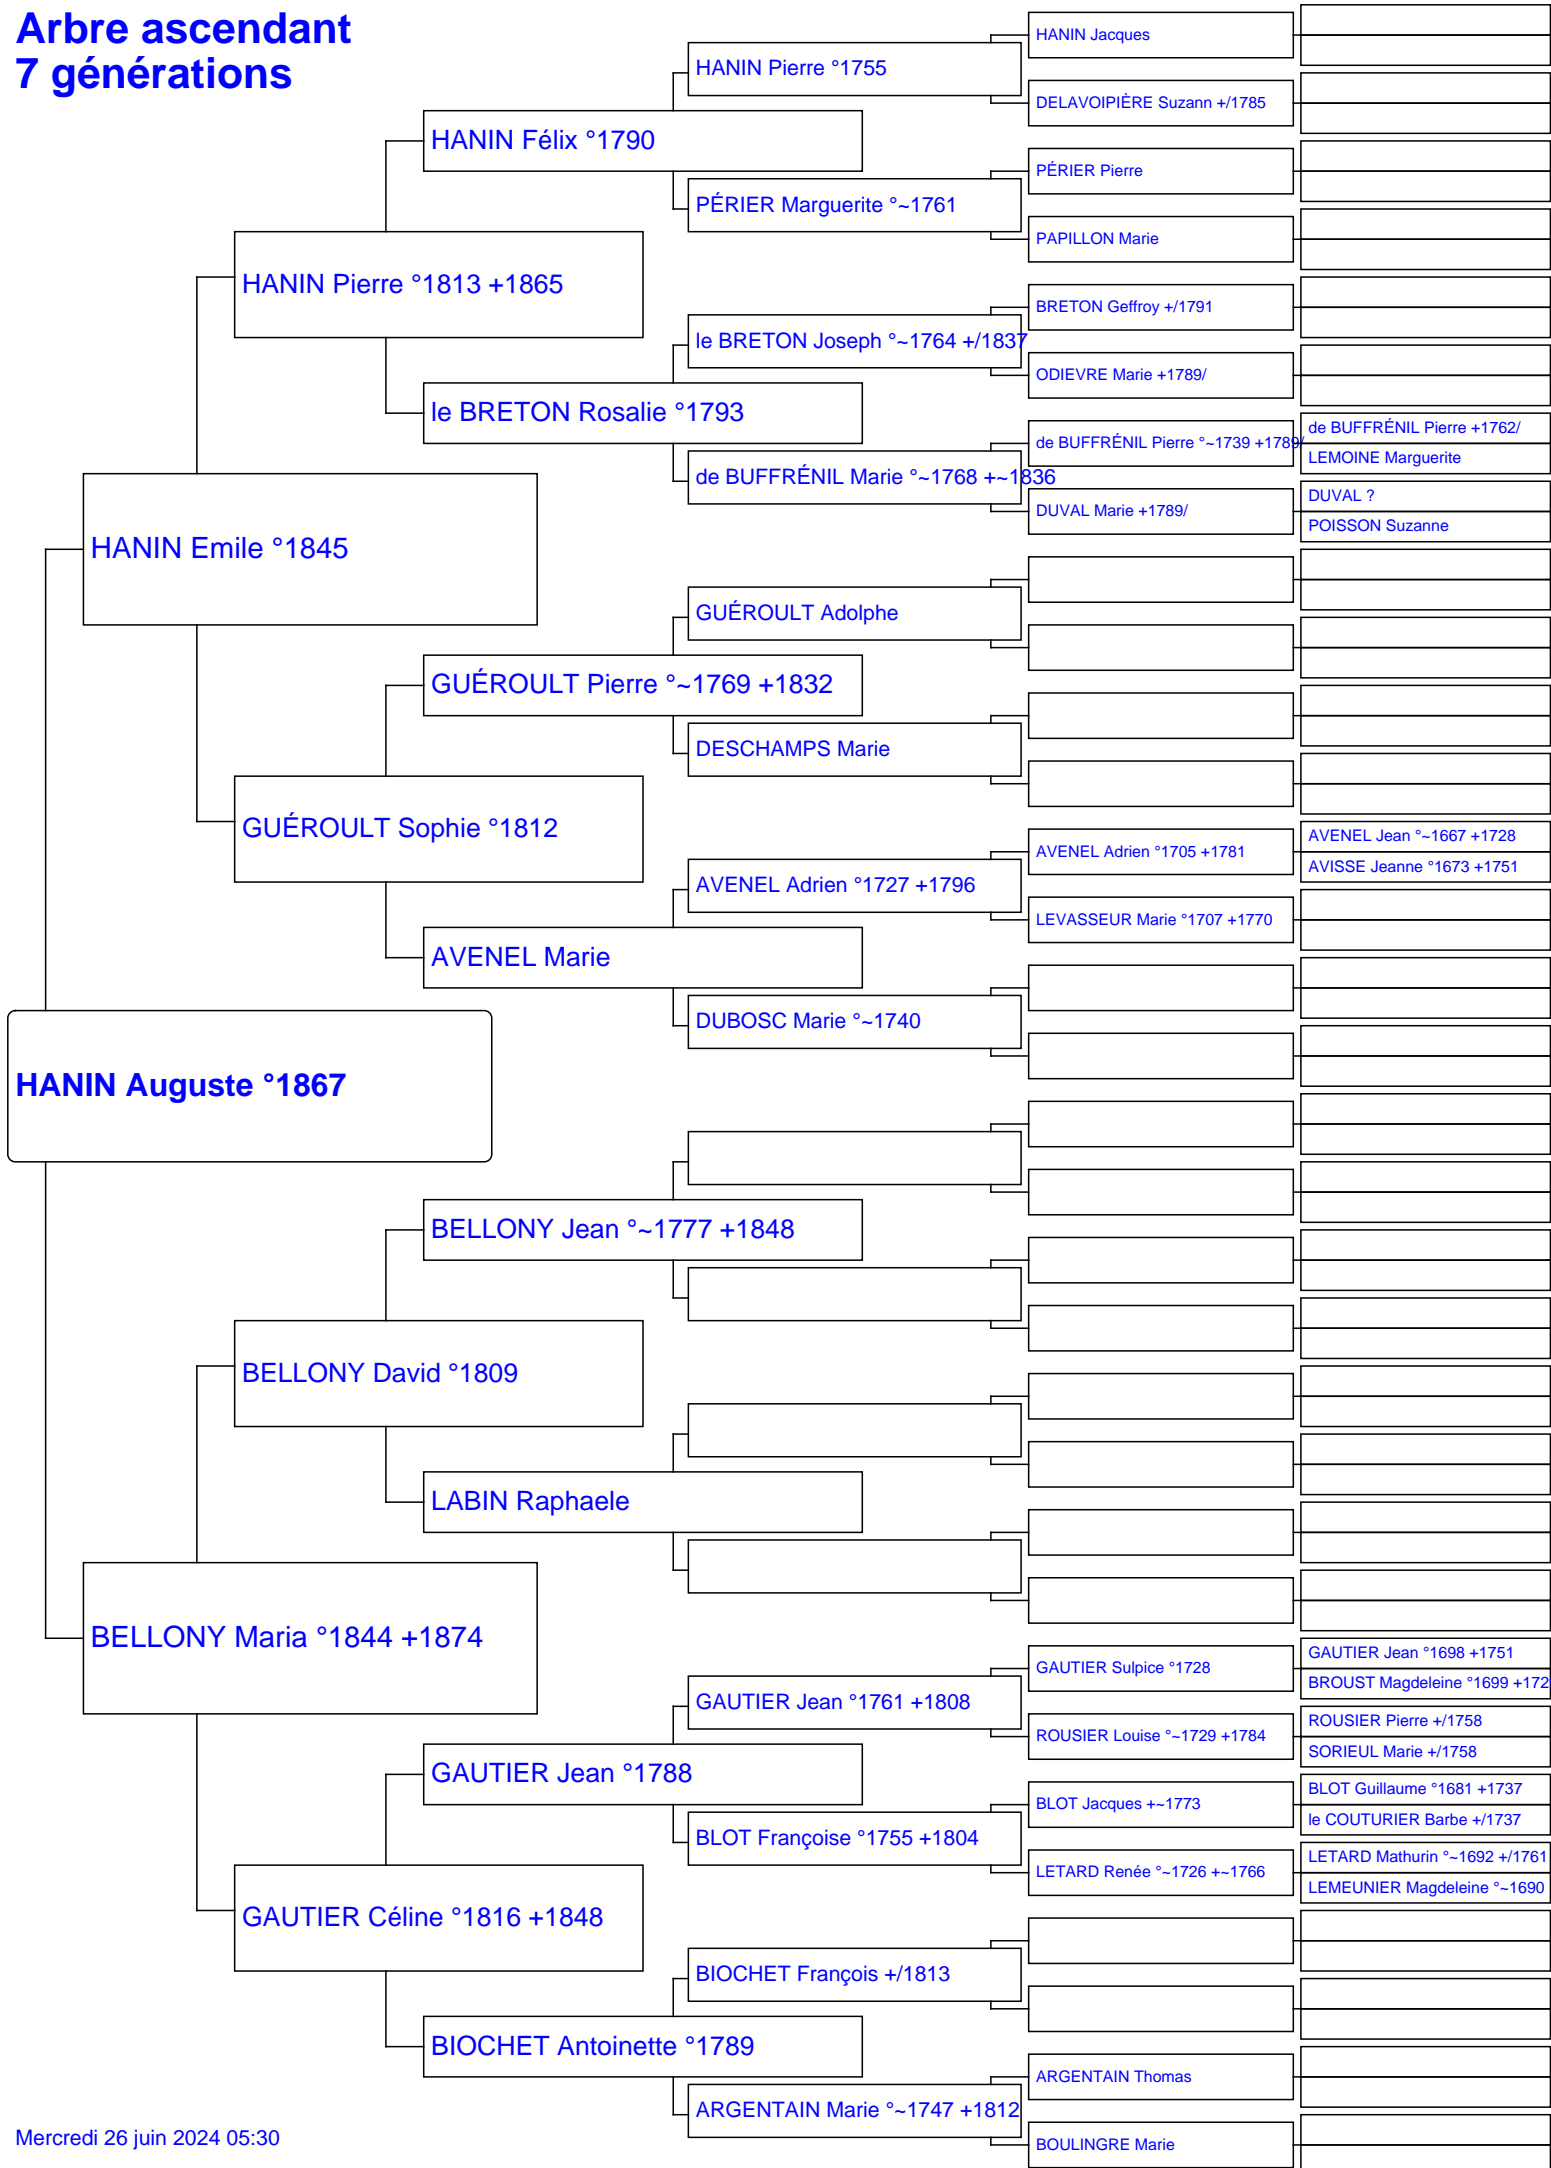 Arbre ascendant
7 générations
HANIN Jacques
HANIN Pierre °1755
DELAVOIPIÈRE Suzann +/1785
HANIN Félix °1790
PÉRIER Pierre
PÉRIER Marguerite °~1761
PAPILLON Marie
HANIN Pierre °1813 +1865
BRETON Geffroy +/1791
le BRETON Joseph °~1764 +/1837
ODIEVRE Marie +1789/
le BRETON Rosalie °1793
de BUFFRÉNIL Pierre +1762/
de BUFFRÉNIL Pierre °~1739 +1789/
LEMOINE Marguerite
de BUFFRÉNIL Marie °~1768 +~1836
DUVAL ?
DUVAL Marie +1789/
POISSON Suzanne
HANIN Emile °1845
GUÉROULT Adolphe
GUÉROULT Pierre °~1769 +1832
DESCHAMPS Marie
GUÉROULT Sophie °1812
AVENEL Jean °~1667 +1728
AVENEL Adrien °1705 +1781
AVISSE Jeanne °1673 +1751
AVENEL Adrien °1727 +1796
LEVASSEUR Marie °1707 +1770
AVENEL Marie
DUBOSC Marie °~1740
HANIN Auguste °1867
BELLONY Jean °~1777 +1848
BELLONY David °1809
LABIN Raphaele
BELLONY Maria °1844 +1874
GAUTIER Jean °1698 +1751
GAUTIER Sulpice °1728
BROUST Magdeleine °1699 +172
GAUTIER Jean °1761 +1808
ROUSIER Pierre +/1758
ROUSIER Louise °~1729 +1784
SORIEUL Marie +/1758
GAUTIER Jean °1788
BLOT Guillaume °1681 +1737
BLOT Jacques +~1773
le COUTURIER Barbe +/1737
BLOT Françoise °1755 +1804
LETARD Mathurin °~1692 +/1761
LETARD Renée °~1726 +~1766
LEMEUNIER Magdeleine °~1690
GAUTIER Céline °1816 +1848
BIOCHET François +/1813
BIOCHET Antoinette °1789
ARGENTAIN Thomas
ARGENTAIN Marie °~1747 +1812
BOULINGRE Marie
Mercredi 26 juin 2024 05:30